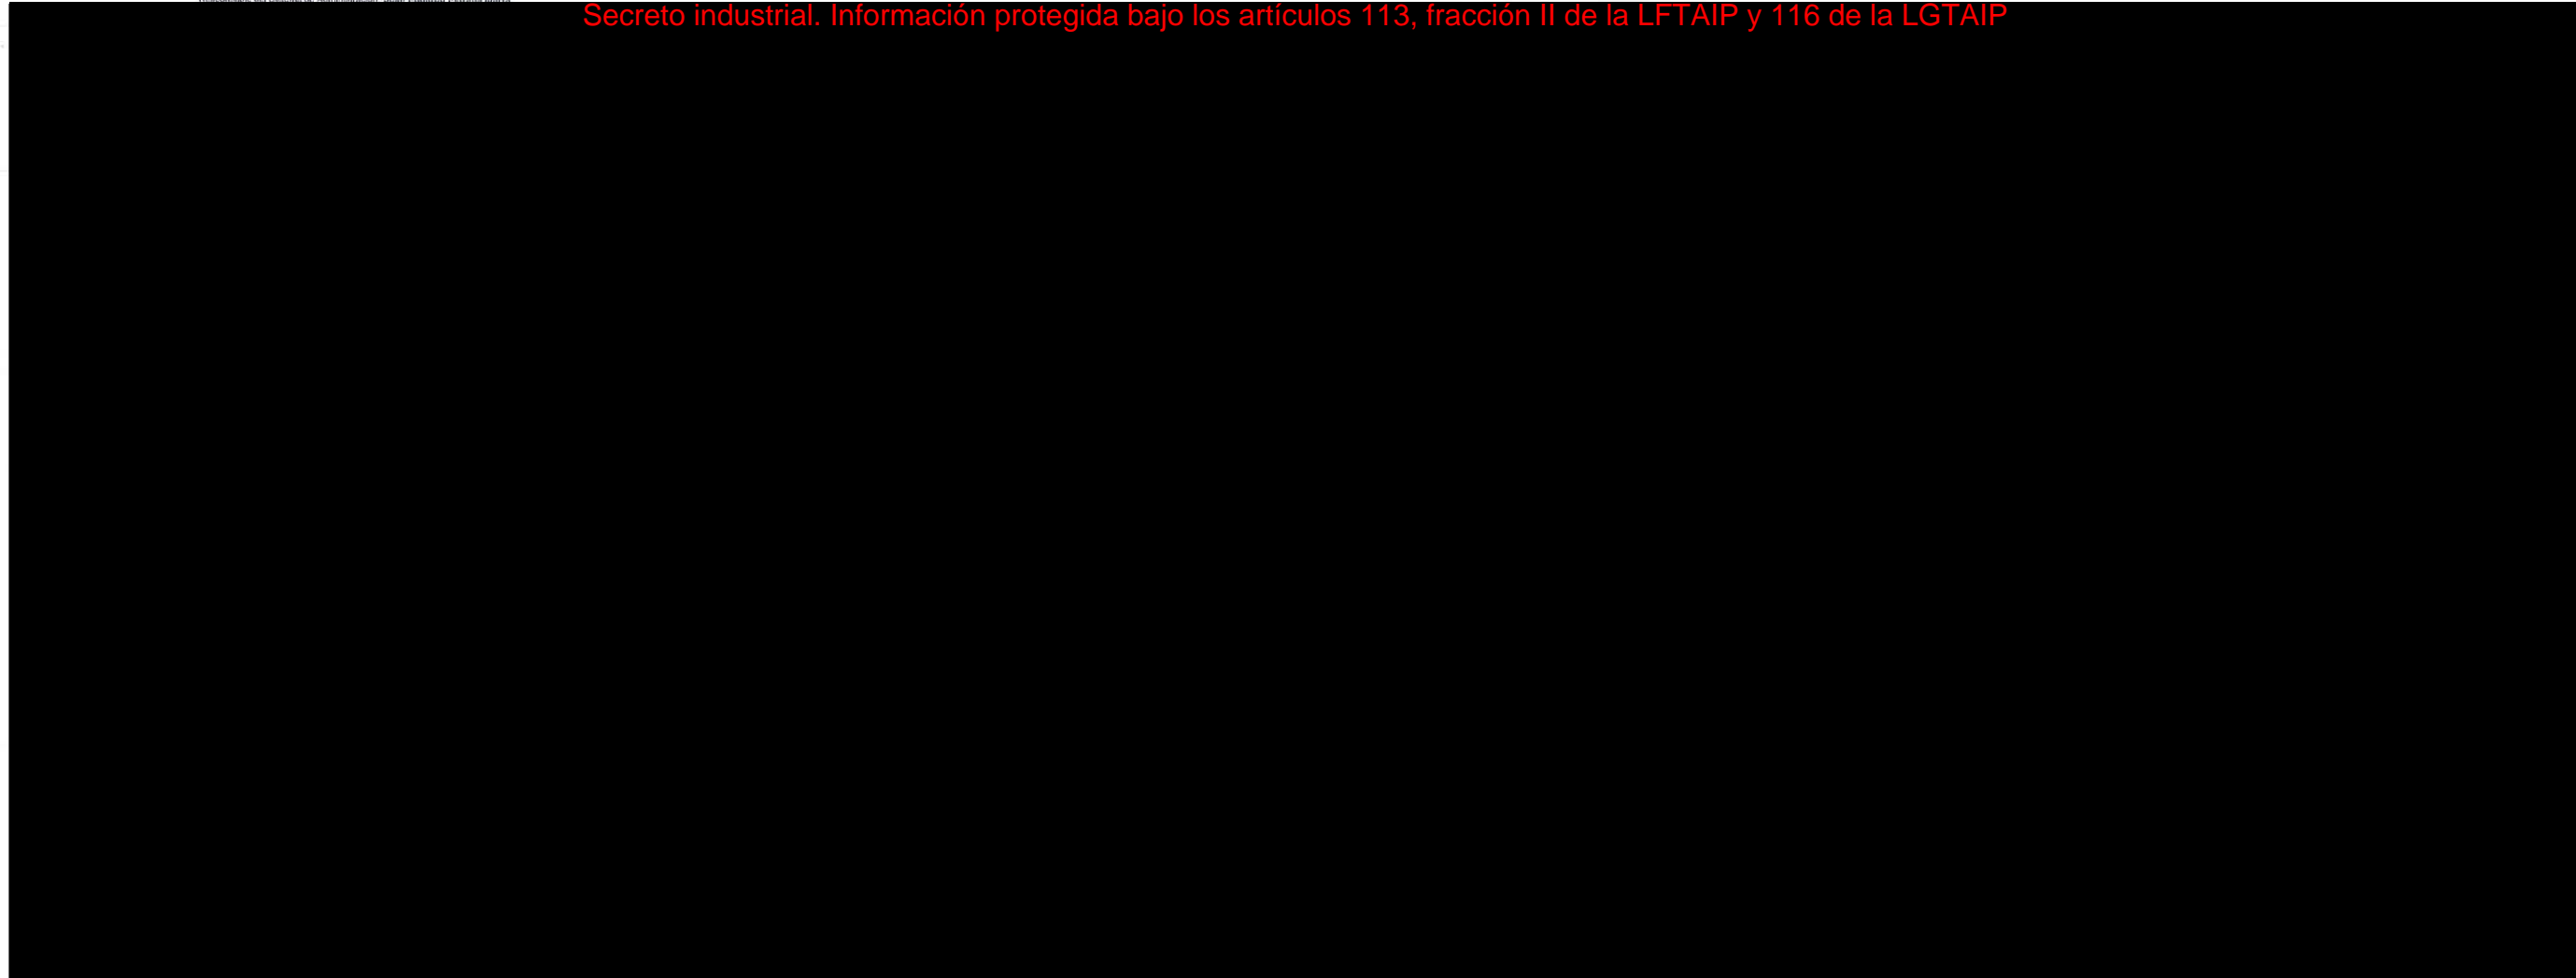 Secreto industrial. Información protegida bajo los artículos 113, fracción II de la LFTAIP y 116 de la LGTAIP